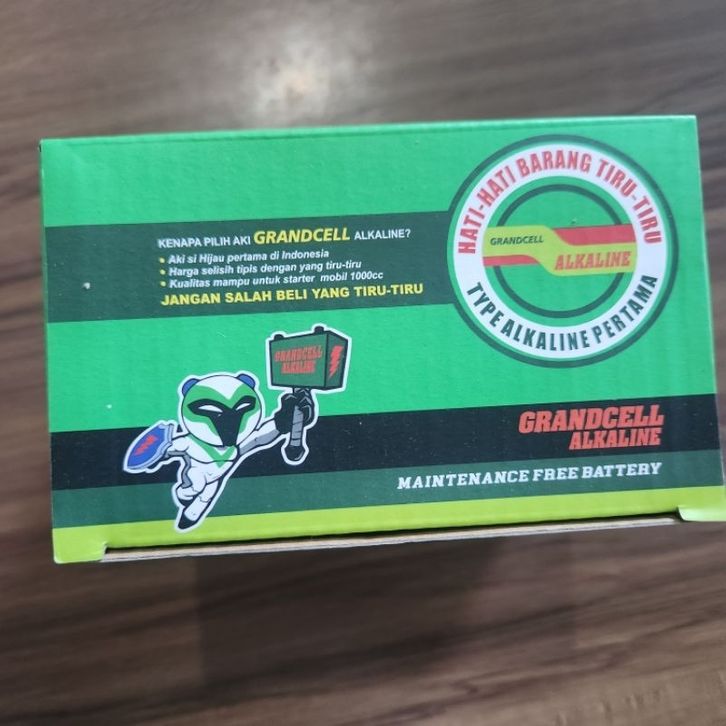 KENAPA PILIH AKI GRANDCELL ALKALINE?
• Aki si Hijau pertama di Indonesia
• Harga selisih tipis dengan yang tiru-tiru
• Kualitas mampu untuk starter mobil 1000cc
JANGAN SALAH BELI YANG TIRU-TIRU
HATI-HATI BARANG TIRU-TIRU
GRANDCELL
ALKALINE
TYPE ALKALINE PERTAMA
GRANDCELL
ALKALINE
GRANDCELL
ALKALINE
MAINTENANCE FREE BATTERY